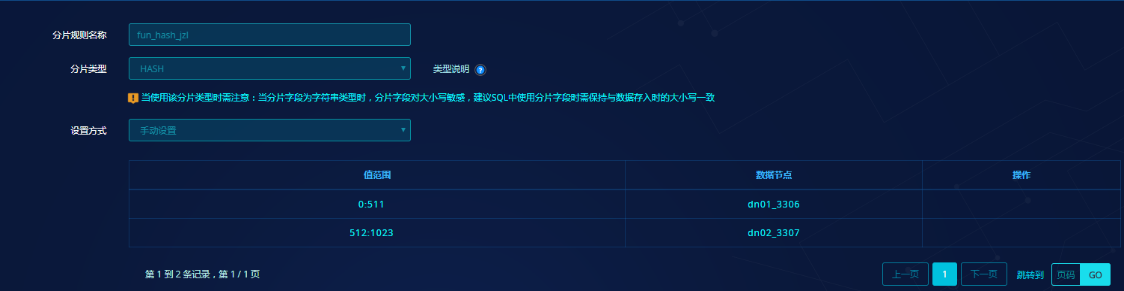 分片规则名称 fun_hash_jzl
分片类型 HASH 类型说明 ?
! 当使用该分片类型时需注意：当分片字段为字符串类型时，分片字段对大小写敏感，建议SQL中使用分片字段时需保持与数据存入时的大小写一致
设置方式 手动设置
值范围 数据节点 操作
0:511 dn01_3306
512:1023 dn02_3307
第 1 到 2 条记录，第 1 / 1 页 上一页 1 下一页 跳转到 页码 GO